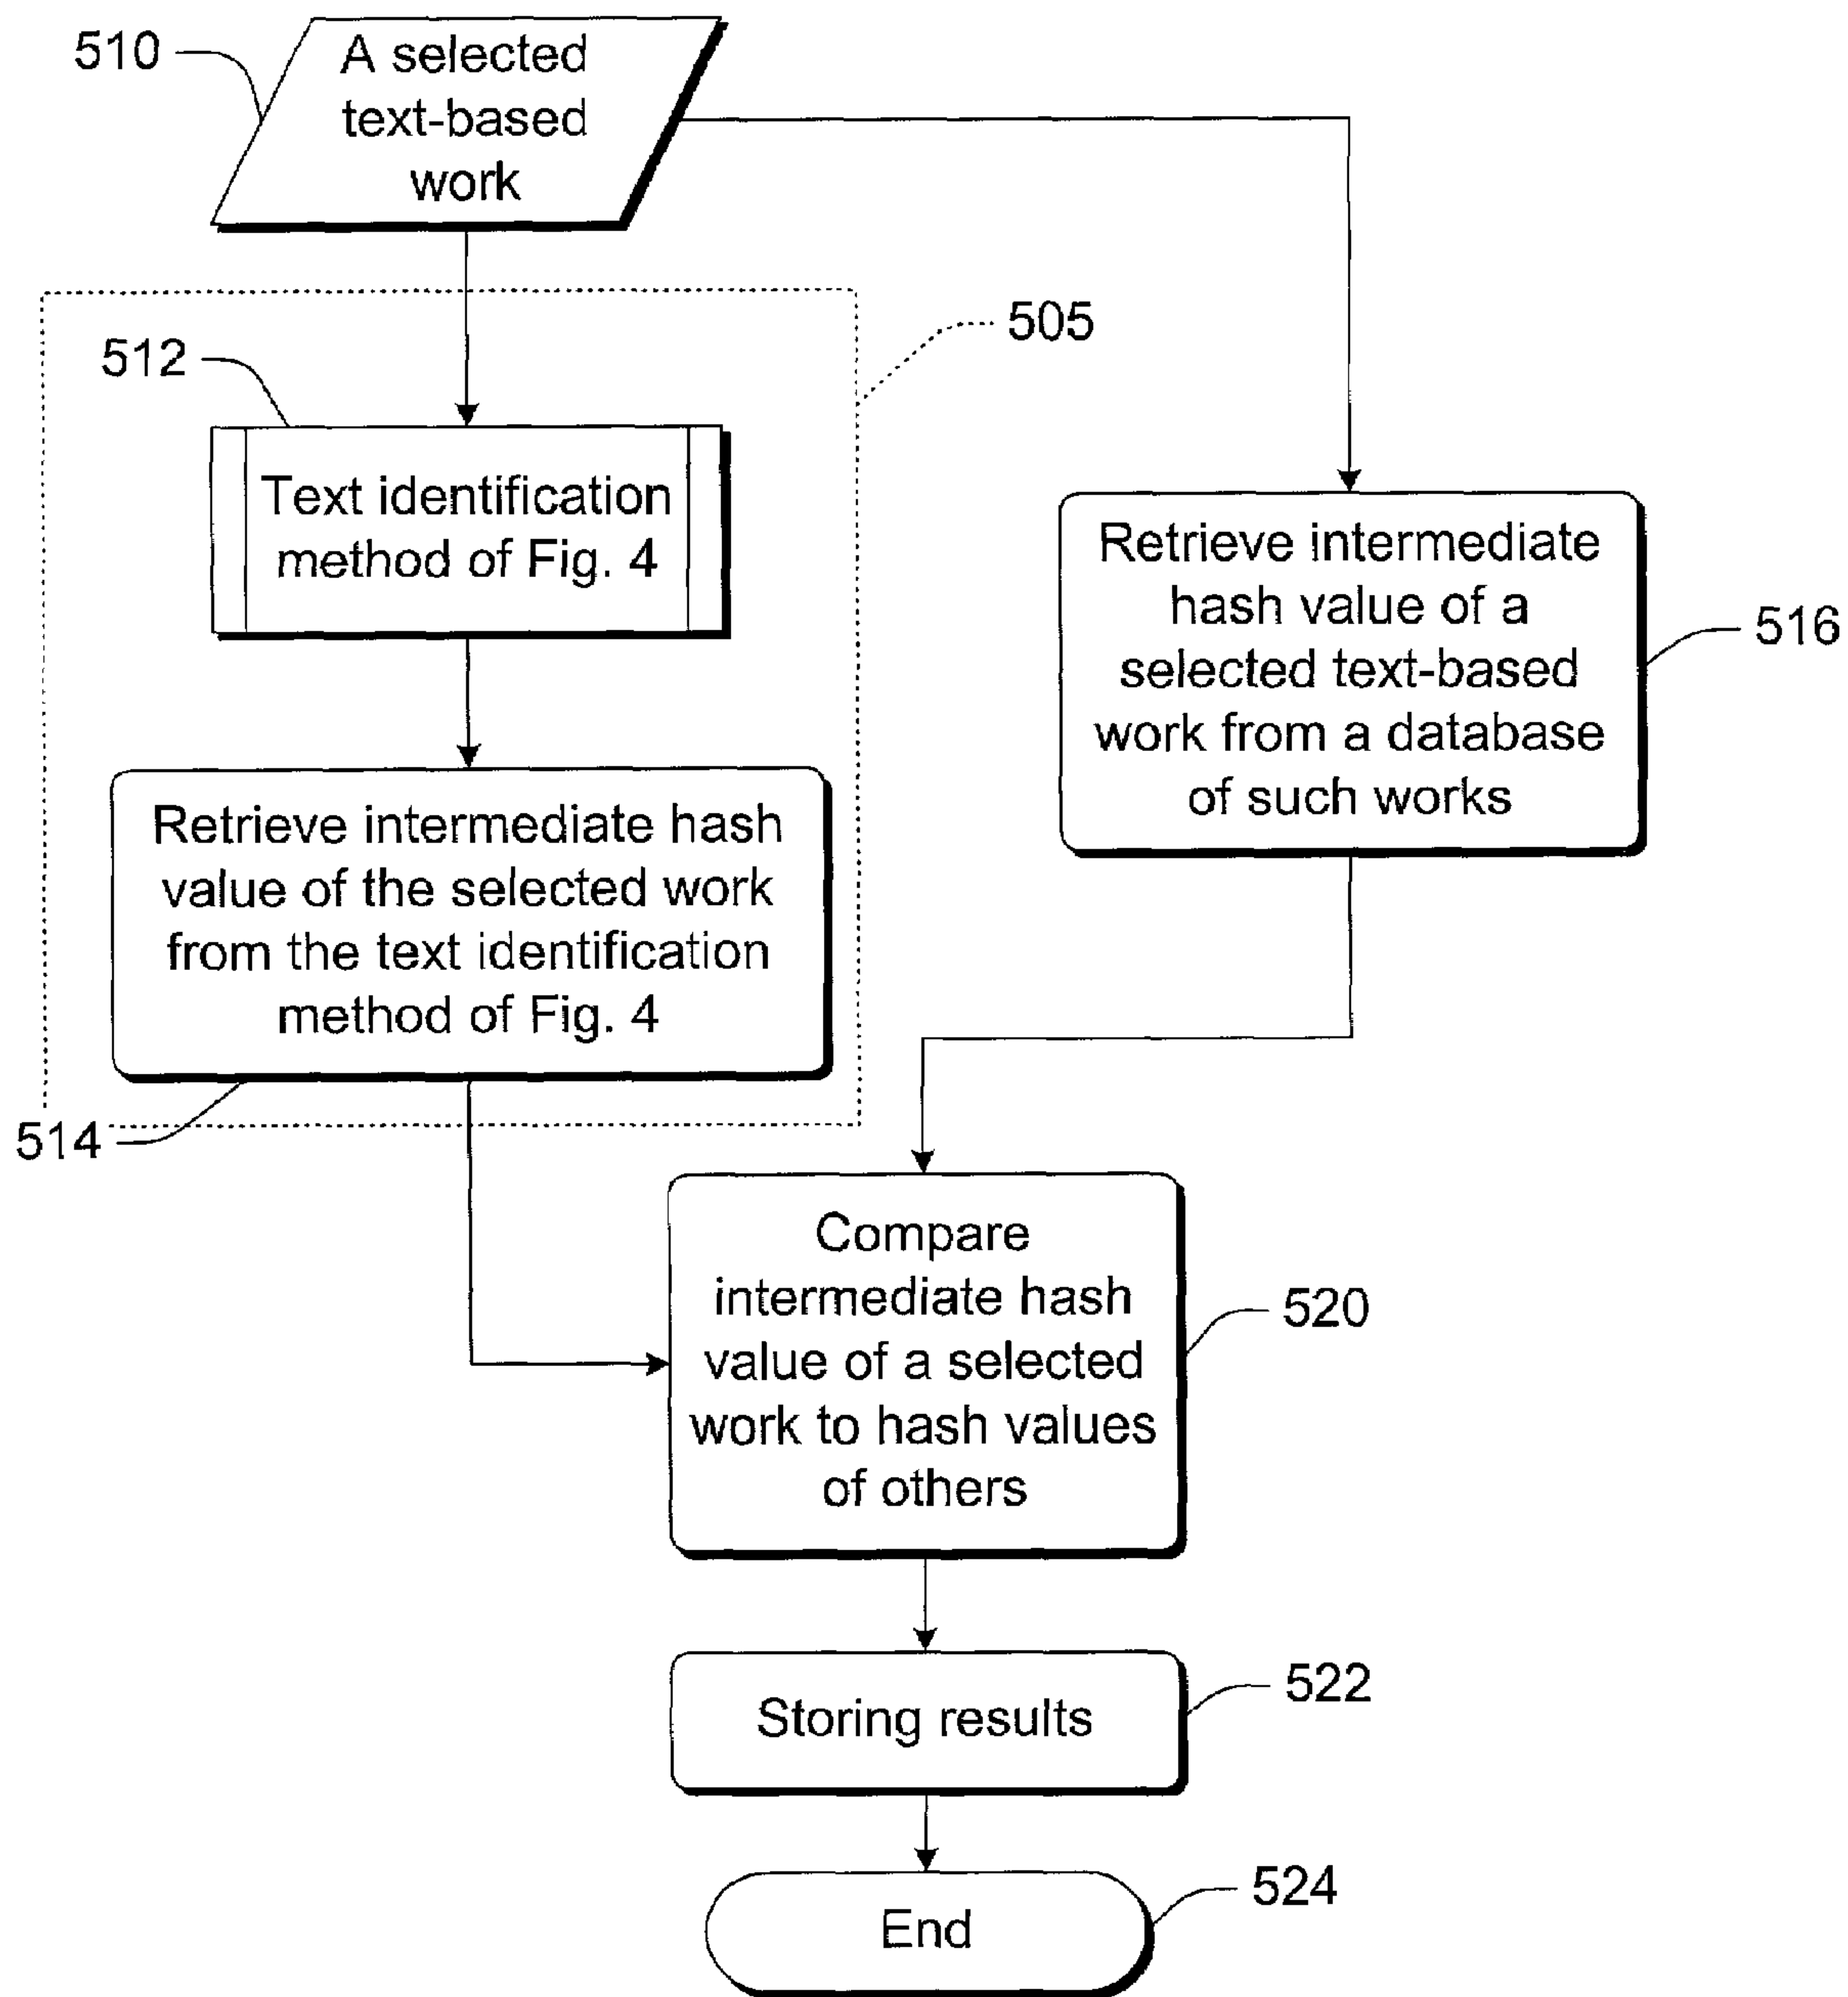 510
A selected
text-based
work
505
512
Text identification
method of Fig. 4
Retrieve intermediate
hash value of a
selected text-based
work from a database
of such works
516
Retrieve intermediate hash
value of the selected work
from the text identification
method of Fig. 4
514
Compare
intermediate hash
value of a selected
work to hash values
of others
520
Storing results
522
End
524